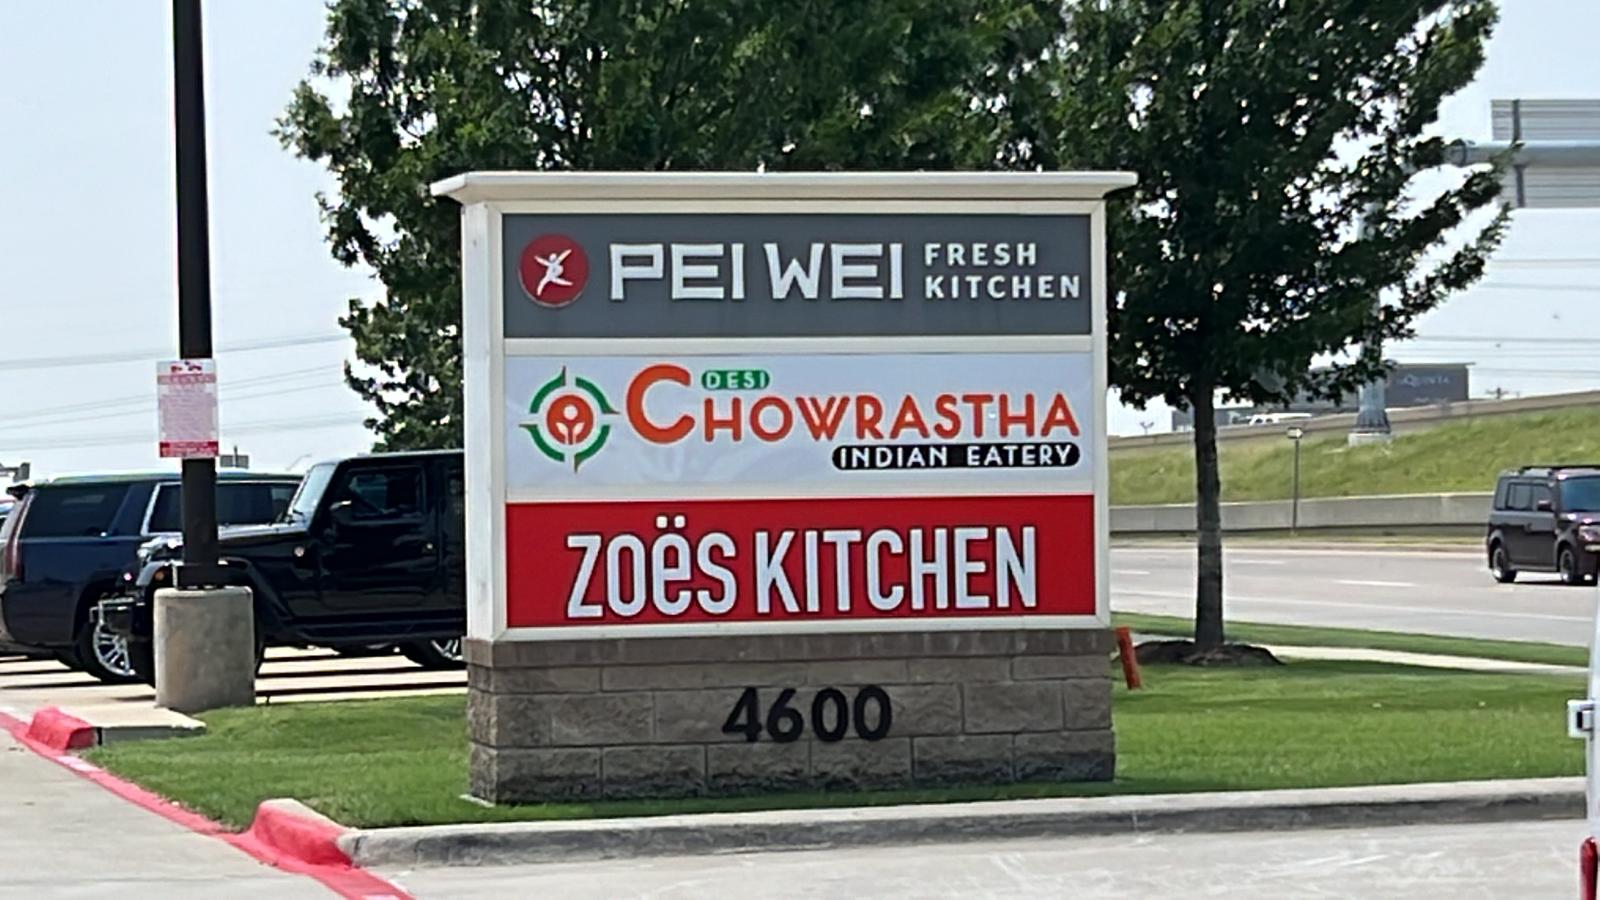 PEI WEI FRESH KITCHEN
DESI
CHOWRASTHA
INDIAN EATERY
ZOËS KITCHEN
4600